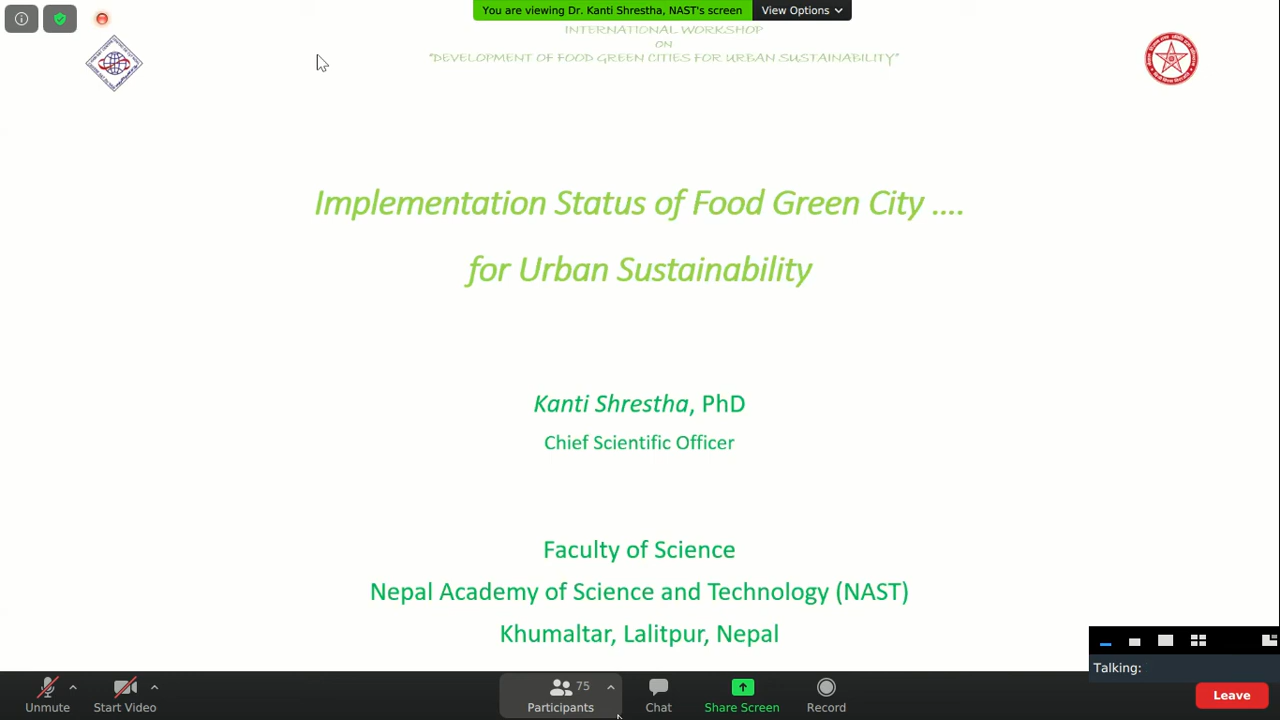 You are viewing Dr. Kanti Shrestha, NAST's screen
View Options
INTERNATIONAL WORKSHOP
ON
"DEVELOPMENT OF FOOD GREEN CITIES FOR URBAN SUSTAINABILITY"
Implementation Status of Food Green City ....
for Urban Sustainability
Kanti Shrestha, PhD
Chief Scientific Officer
Faculty of Science
Nepal Academy of Science and Technology (NAST)
Khumaltar, Lalitpur, Nepal
Talking:
Unmute
Start Video
75
Participants
Chat
Share Screen
Record
Leave